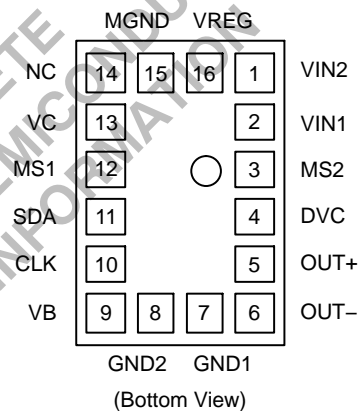 MGND VREG
NC 14 15 16 1 VIN2
VC 13 2 VIN1
MS1 12 3 MS2
SDA 11 4 DVC
CLK 10 5 OUT+
VB 9 8 7 6 OUT−
GND2 GND1
(Bottom View)
INFORMATION